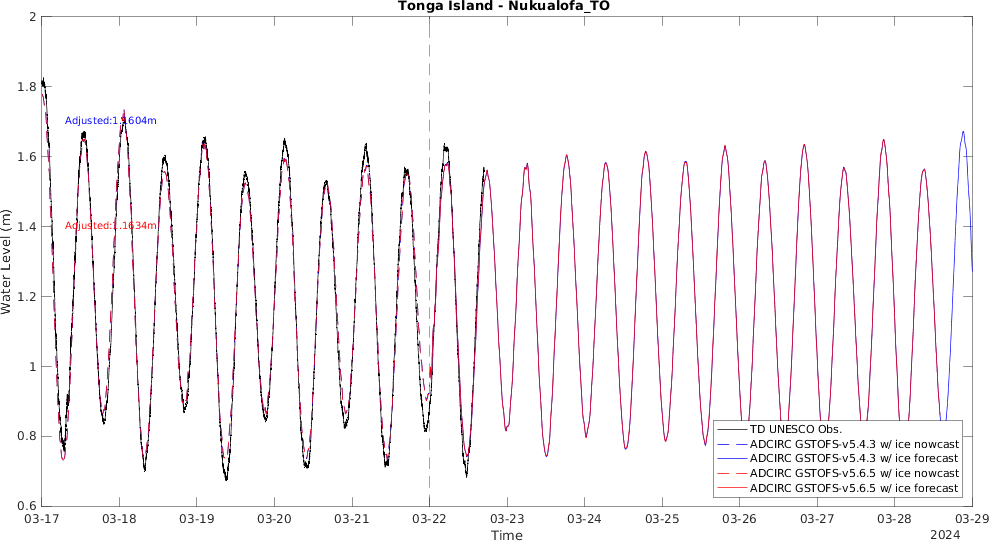 Tonga Island - Nukualofa_TO
2
1.8
1.6
1.4
1.2
1
0.8
0.6
Water Level (m)
Adjusted:1.1604m
Adjusted:1.1634m
TD UNESCO Obs.
ADCIRC GSTOFS-v5.4.3 w/ ice nowcast
ADCIRC GSTOFS-v5.4.3 w/ ice forecast
ADCIRC GSTOFS-v5.6.5 w/ ice nowcast
ADCIRC GSTOFS-v5.6.5 w/ ice forecast
03-17 03-18 03-19 03-20 03-21 03-22 03-23 03-24 03-25 03-26 03-27 03-28 03-29
Time
2024